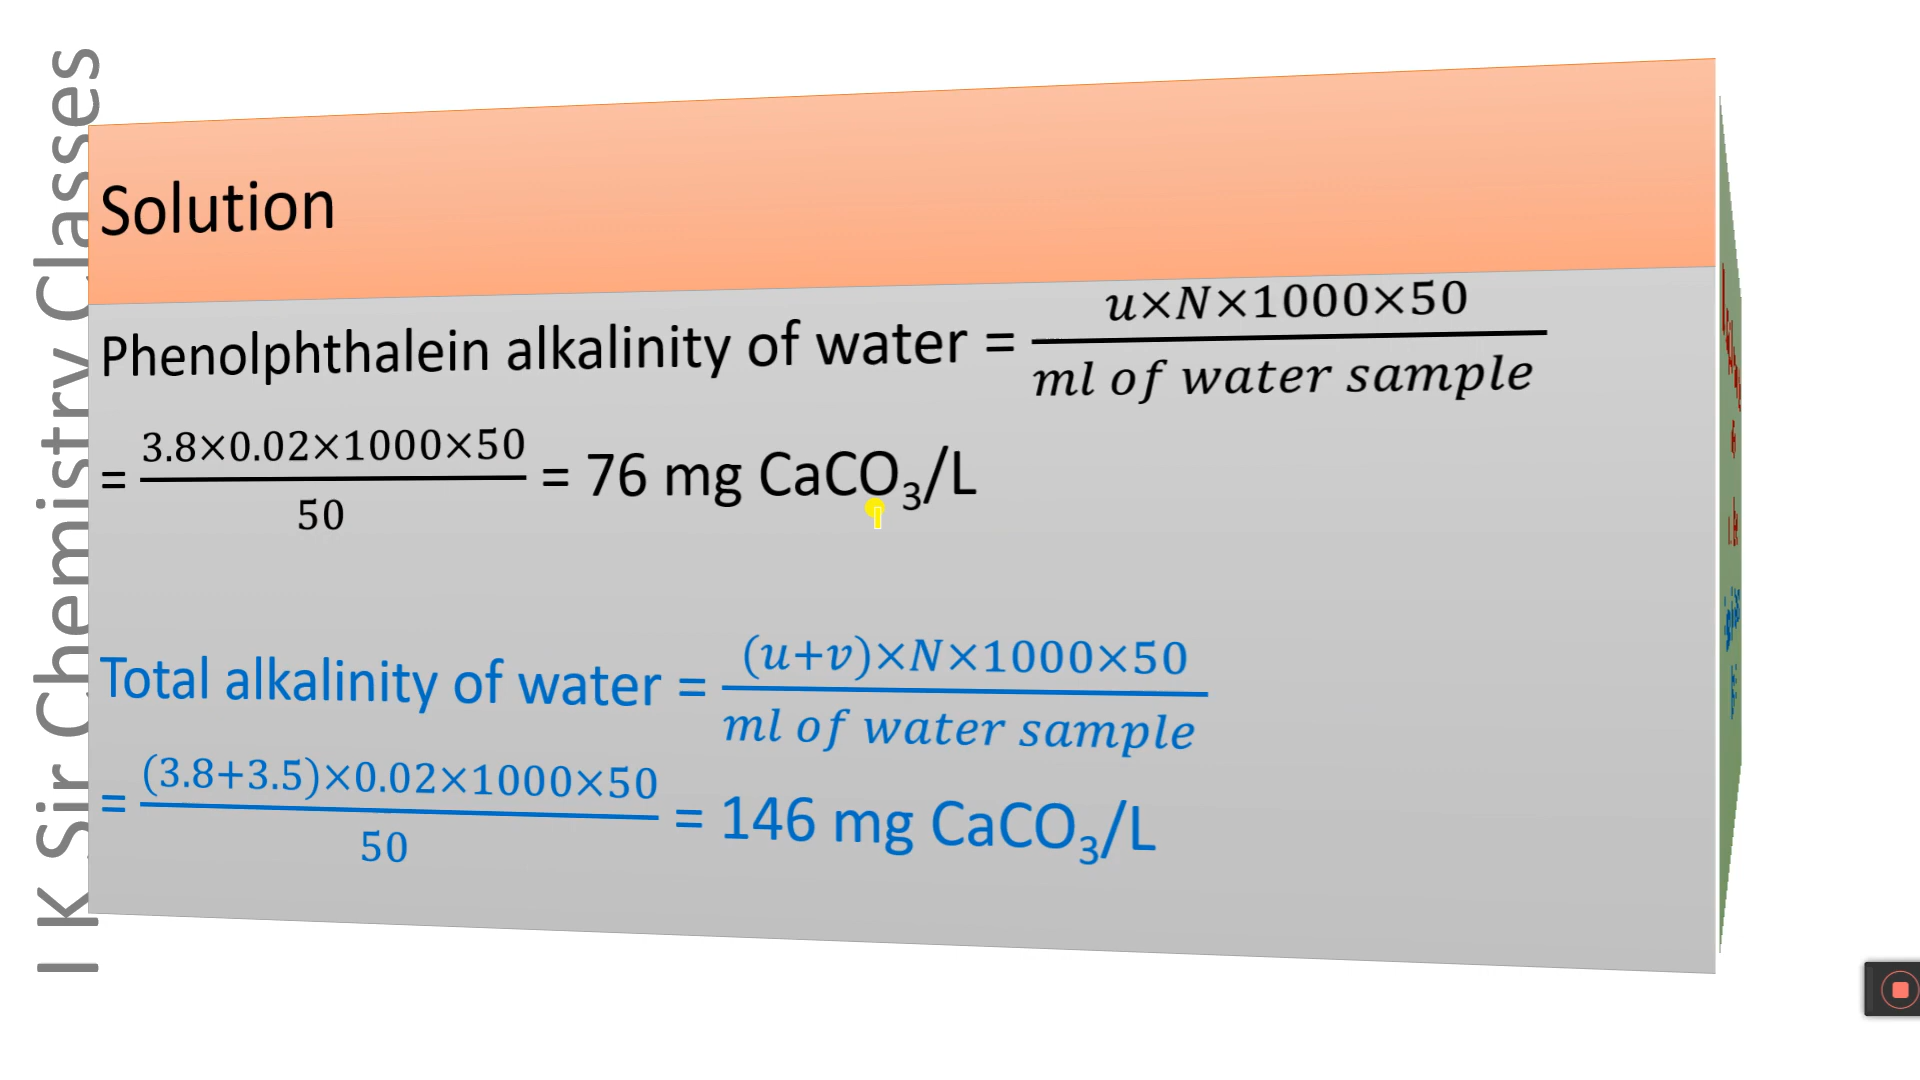 I K Sir Chemistry Classes
Solution
Phenolphthalein alkalinity of water = u×N×1000×50 / ml of water sample
= 3.8×0.02×1000×50 / 50 = 76 mg CaCO₃/L
Total alkalinity of water = (u+v)×N×1000×50 / ml of water sample
= (3.8+3.5)×0.02×1000×50 / 50 = 146 mg CaCO₃/L